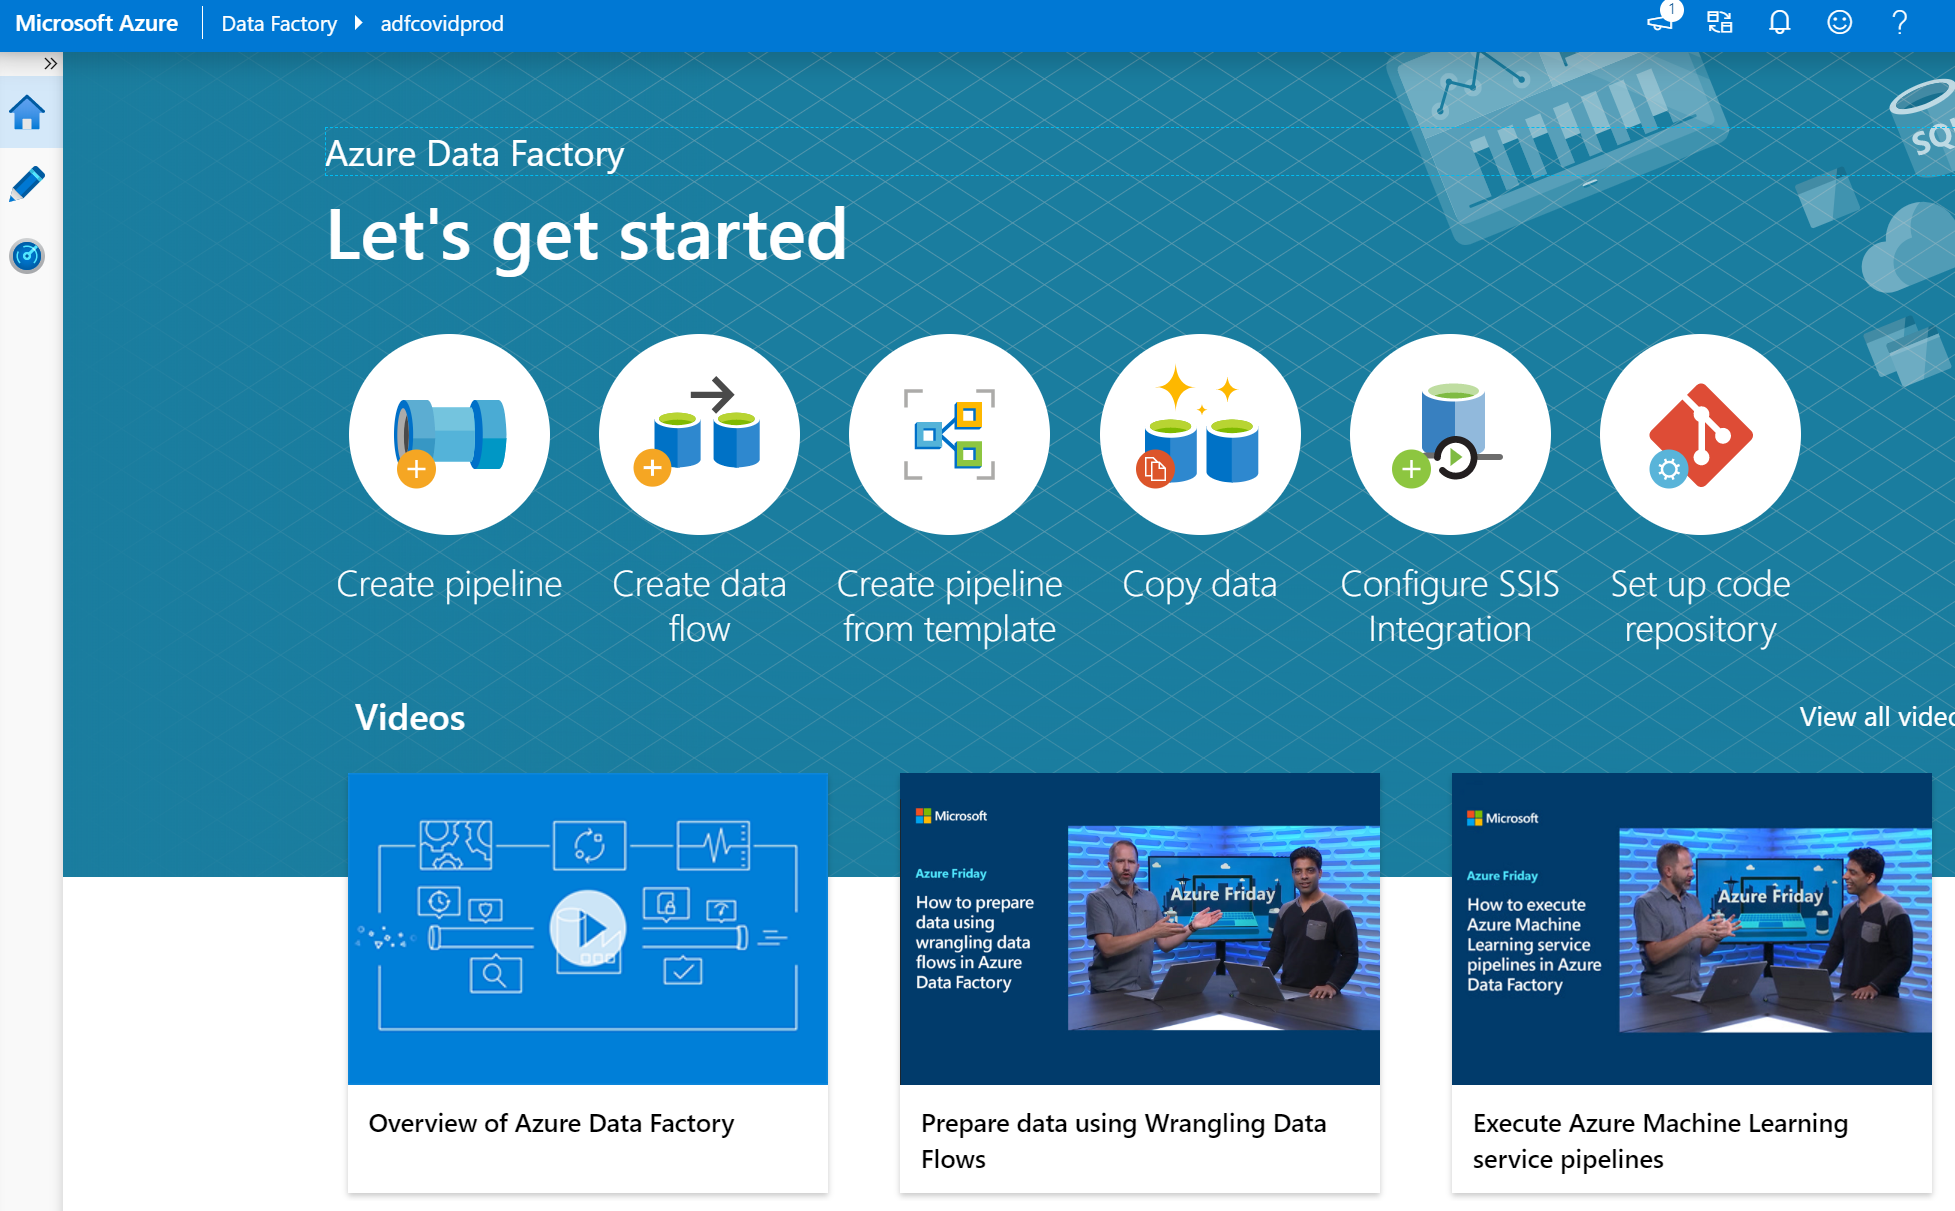 Microsoft Azure Data Factory adfcovidprod 1
Azure Data Factory
Let's get started
SQL
Create pipeline
Create data
flow
Create pipeline
from template
Copy data
Configure SSIS
Integration
Set up code
repository
Videos
View all
Microsoft
Azure Friday
How to prepare
data using
wrangling data
flows in Azure
Data Factory
Azure Friday
Microsoft
Azure Friday
How to execute
Azure Machine
Learning service
pipelines in Azure
Data Factory
Azure Friday
Overview of Azure Data Factory
Prepare data using Wrangling Data
Flows
Execute Azure Machine Learning
service pipelines